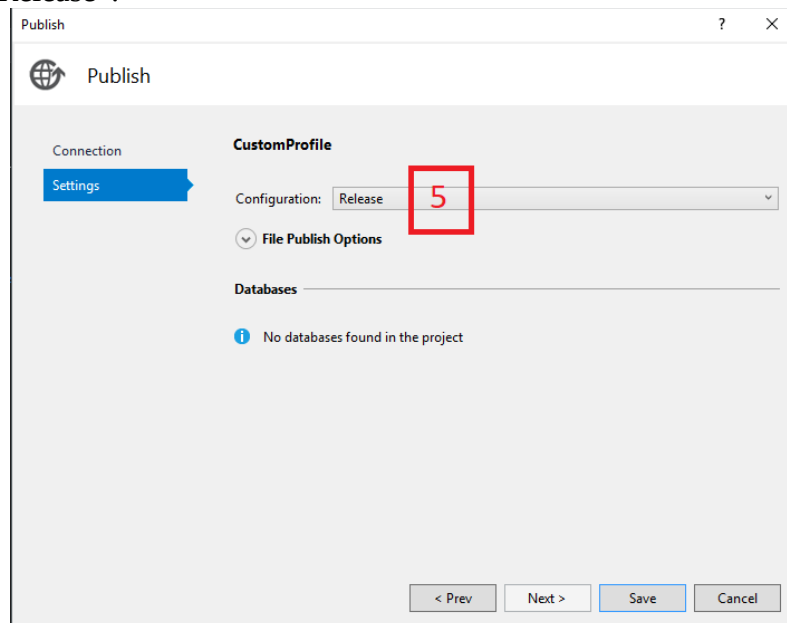 Release".
Publish ? ×
Publish
Connection
Settings
CustomProfile
Configuration: Release
5
File Publish Options
Databases
No databases found in the project
< Prev Next > Save Cancel